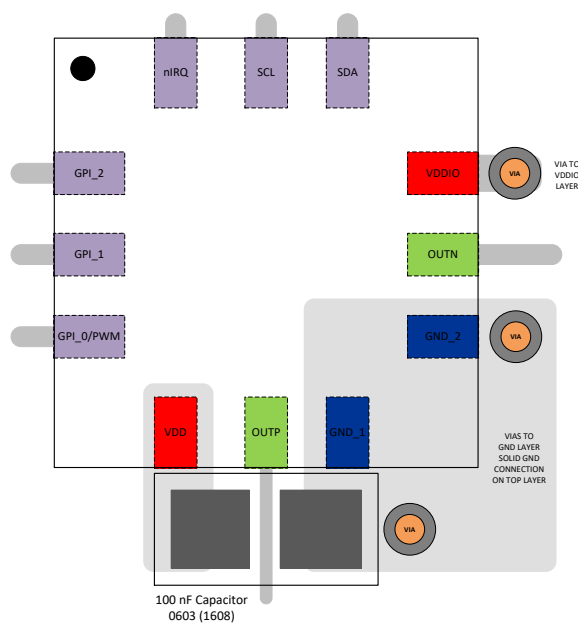 nIRQ
SCL
SDA
GPI_2
VDDIO
VIA
VIA TO
VDDIO
LAYER
GPI_1
OUTN
GPI_0/PWM
GND_2
VIA
VDD
OUTP
GND_1
VIAS TO
GND LAYER
SOLID GND
CONNECTION
ON TOP LAYER
VIA
100 nF Capacitor
0603 (1608)